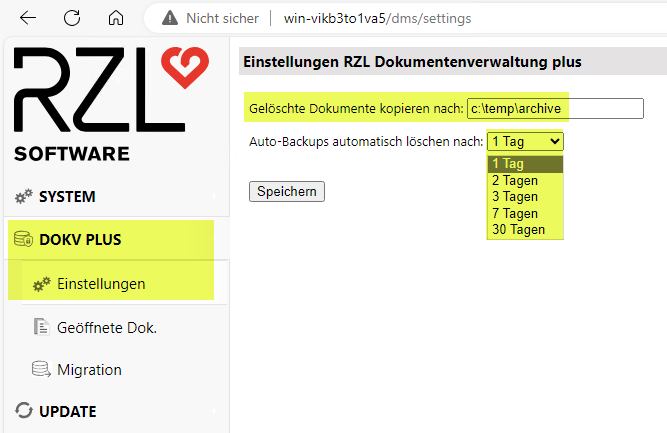 Nicht sicher win-vikb3to1va5/dms/settings
RZL
SOFTWARE
SYSTEM
DOKV PLUS
Einstellungen
Geöffnete Dok.
Migration
UPDATE
Einstellungen RZL Dokumentenverwaltung plus
Gelöschte Dokumente kopieren nach: c:\temp\archive
Auto-Backups automatisch löschen nach: 1 Tag
1 Tag
2 Tagen
3 Tagen
7 Tagen
30 Tagen
Speichern